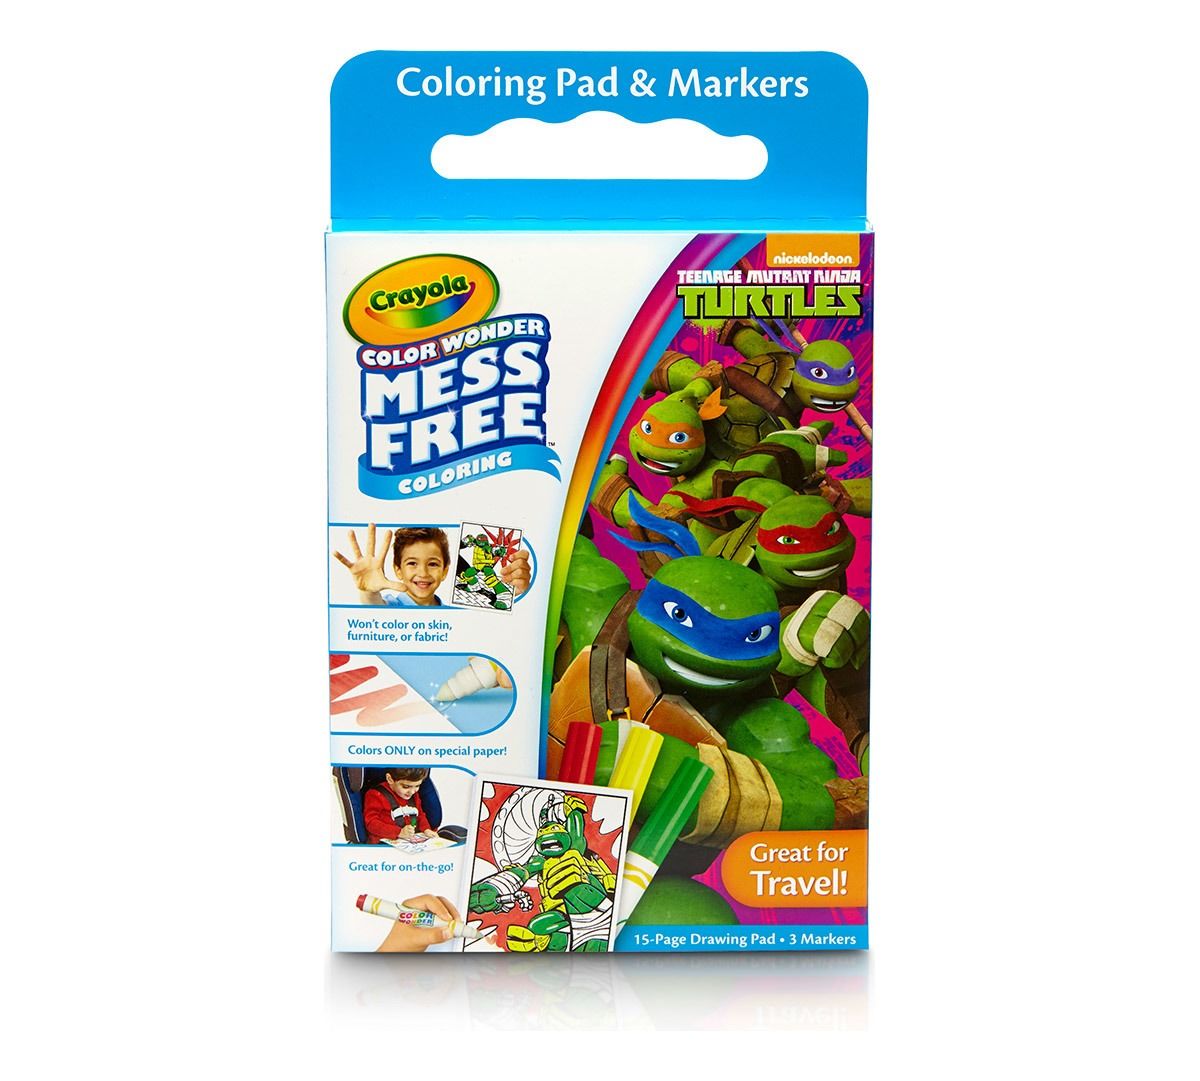 Coloring Pad & Markers
Crayola
COLOR WONDER
MESS
FREE™
COLORING
nickelodeon
TEENAGE MUTANT NINJA
TURTLES
Won't color on skin,
furniture, or fabric!
Colors ONLY on special paper!
Great for on-the-go!
COLOR
WONDER
Great for
Travel!
15-Page Drawing Pad • 3 Markers